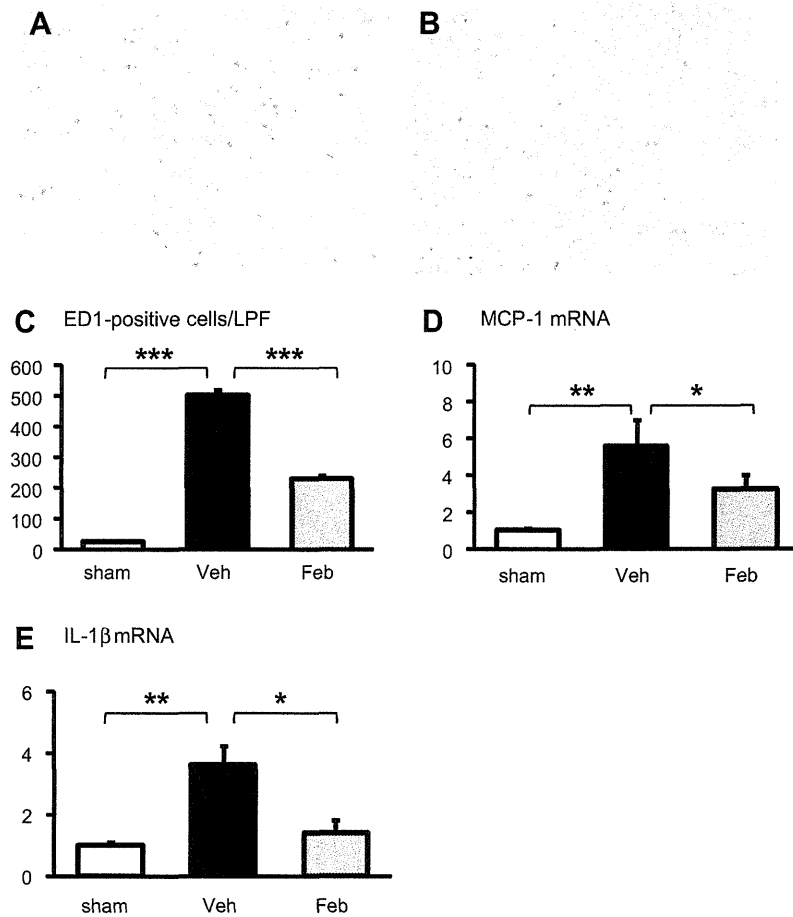 A B
C ED1-positive cells/LPF
600
500
400
300
200
100
0
*** ***
sham Veh Feb
D MCP-1 mRNA
10
8
6
4
2
0
** *
sham Veh Feb
E IL-1β mRNA
6
4
2
0
** *
sham Veh Feb